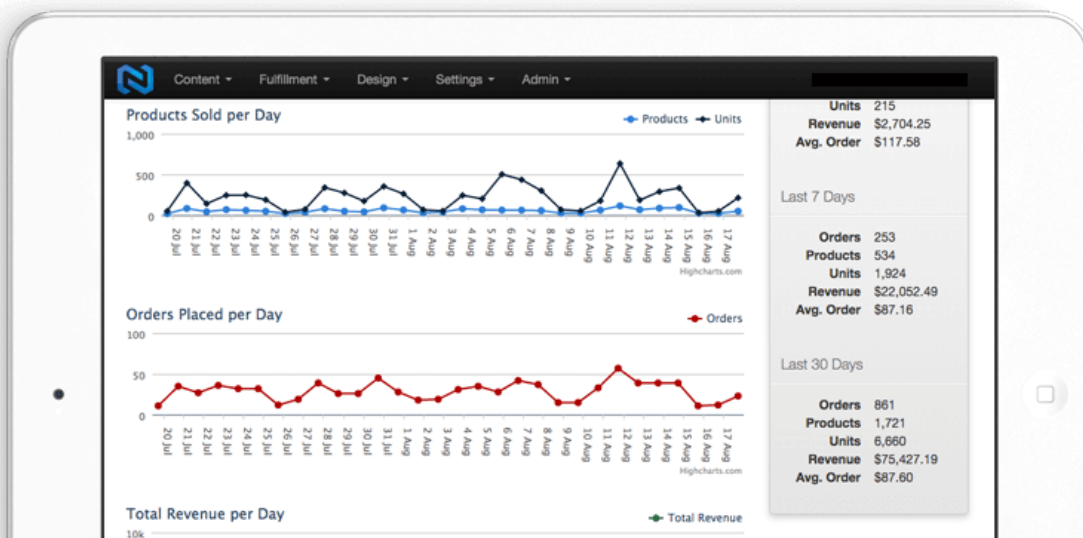 Content Fulfillment Design Settings Admin
Products Sold per Day
Products Units
1,000
500
0
20 Jul 21 Jul 22 Jul 23 Jul 24 Jul 25 Jul 26 Jul 27 Jul 28 Jul 29 Jul 30 Jul 31 Jul 1 Aug 2 Aug 3 Aug 4 Aug 5 Aug 6 Aug 7 Aug 8 Aug 9 Aug 10 Aug 11 Aug 12 Aug 13 Aug 14 Aug 15 Aug 16 Aug 17 Aug
Highcharts.com
Orders Placed per Day
Orders
100
50
0
20 Jul 21 Jul 22 Jul 23 Jul 24 Jul 25 Jul 26 Jul 27 Jul 28 Jul 29 Jul 30 Jul 31 Jul 1 Aug 2 Aug 3 Aug 4 Aug 5 Aug 6 Aug 7 Aug 8 Aug 9 Aug 10 Aug 11 Aug 12 Aug 13 Aug 14 Aug 15 Aug 16 Aug 17 Aug
Highcharts.com
Total Revenue per Day
Total Revenue
10k
Units 215
Revenue $2,704.25
Avg. Order $117.58
Last 7 Days
Orders 253
Products 534
Units 1,924
Revenue $22,052.49
Avg. Order $87.16
Last 30 Days
Orders 861
Products 1,721
Units 6,660
Revenue $75,427.19
Avg. Order $87.60